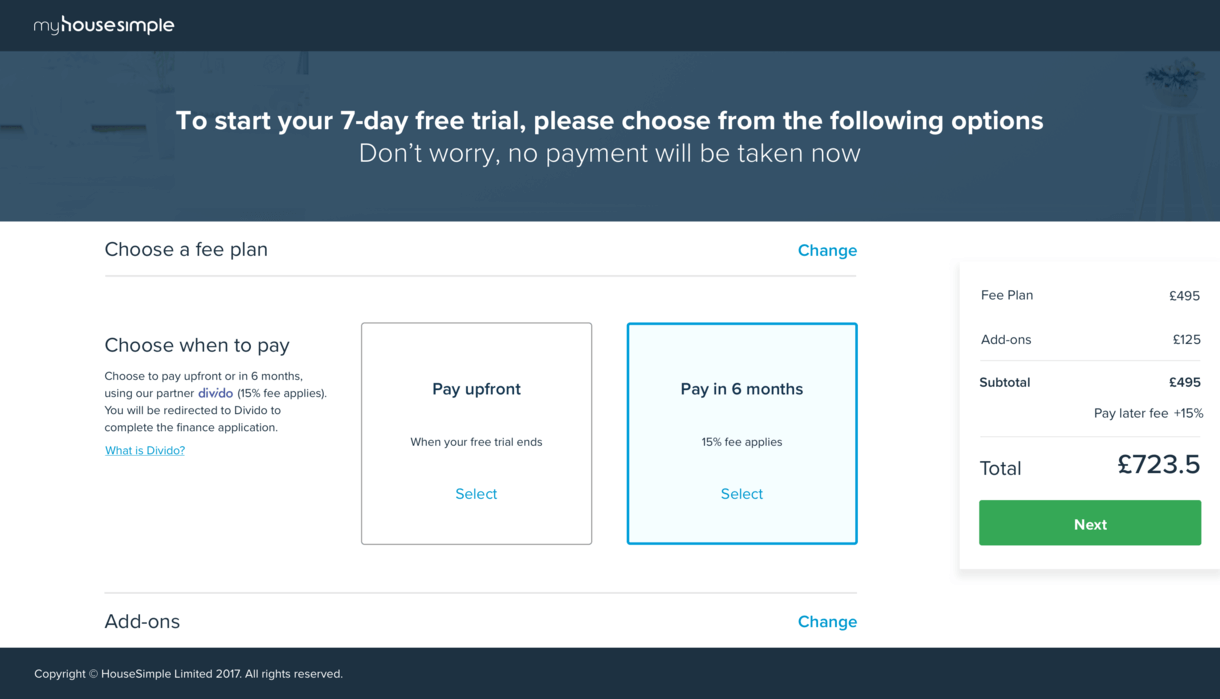 myhousesimple
To start your 7-day free trial, please choose from the following options
Don't worry, no payment will be taken now
Choose a fee plan
Change
Choose when to pay
Choose to pay upfront or in 6 months,
using our partner divido (15% fee applies).
You will be redirected to Divido to
complete the finance application.
What is Divido?
Pay upfront
When your free trial ends
Select
Pay in 6 months
15% fee applies
Select
Fee Plan £495
Add-ons £125
Subtotal £495
Pay later fee +15%
Total £723.5
Next
Add-ons
Change
Copyright © HouseSimple Limited 2017. All rights reserved.